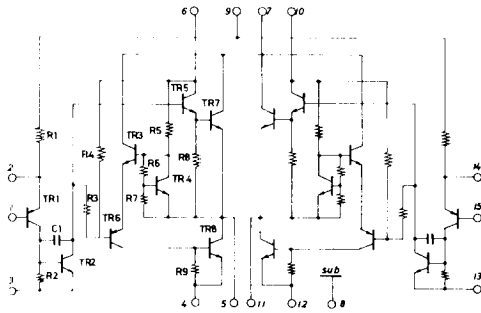 6 9 7 10
TR5
TR7
R1 TR3 R5
R4 R6 R8
2 TR4 14
R3 R7
TR1 TR6 15
C1 TR8
R2 TR2 R9 sub
3 13
4 5 11 12 8